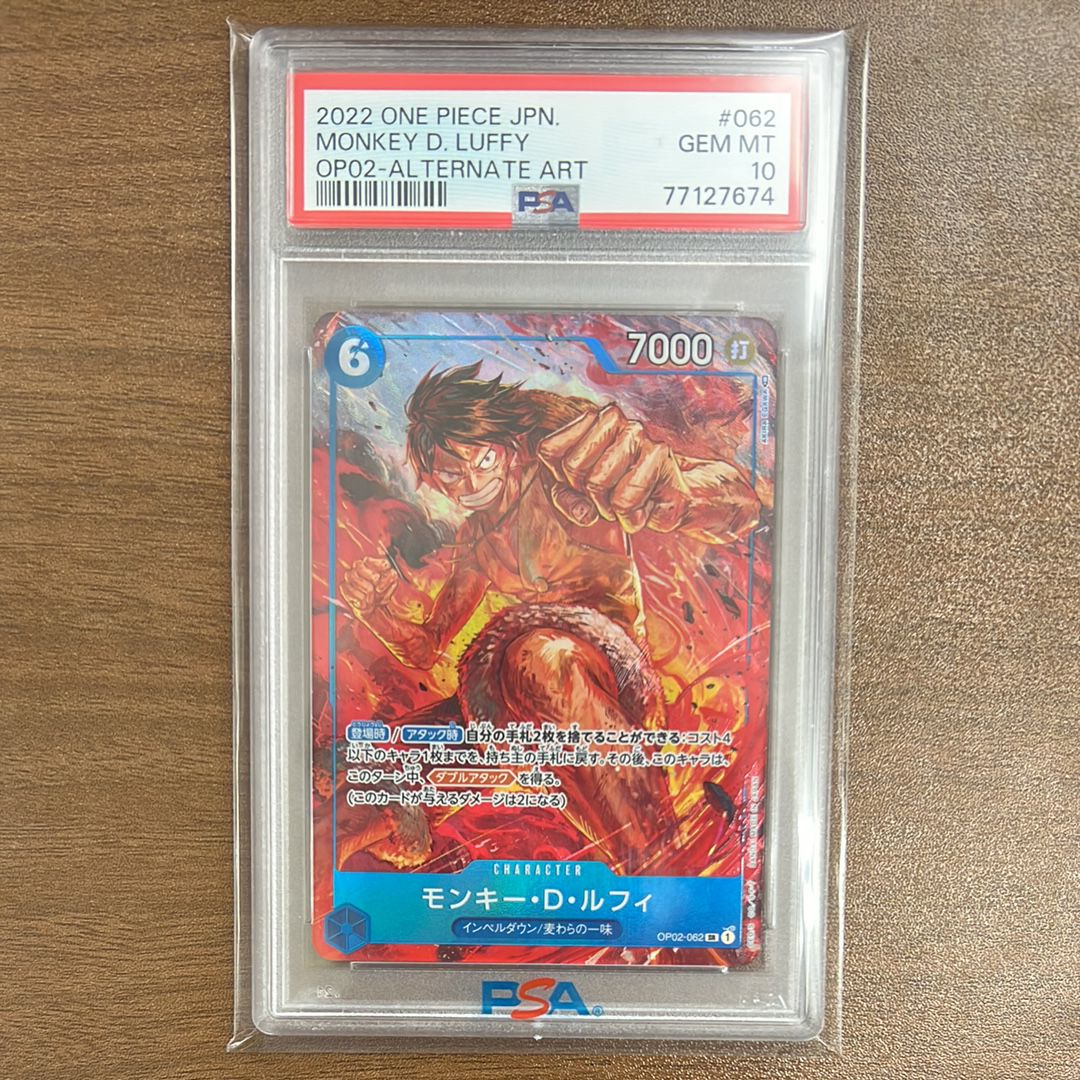 2022 ONE PIECE JPN.
#062
MONKEY D. LUFFY
GEM MT
OP02-ALTERNATE ART
10
PSA
77127674
6
7000
打
登場時/アタック時 自分の手札2枚を捨てることができる:コスト4
以下のキャラ1枚までを、持ち主の手札に戻す。その後、このキャラは、
このターン中、ダブルアタックを得る。
(このカードが与えるダメージは2になる)
CHARACTER
モンキー・D・ルフィ
インペルダウン/麦わらの一味
OP02-062 SR 1
PSA